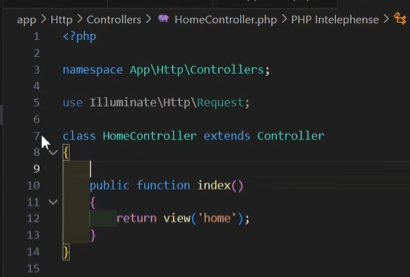 app > Http > Controllers > HomeController.php > PHP Intelephense >
1 <?php
2
3 namespace App\Http\Controllers;
4
5 use Illuminate\Http\Request;
6
7 class HomeController extends Controller
8 {
9
10 public function index()
11 {
12 return view('home');
13 }
14 }
15